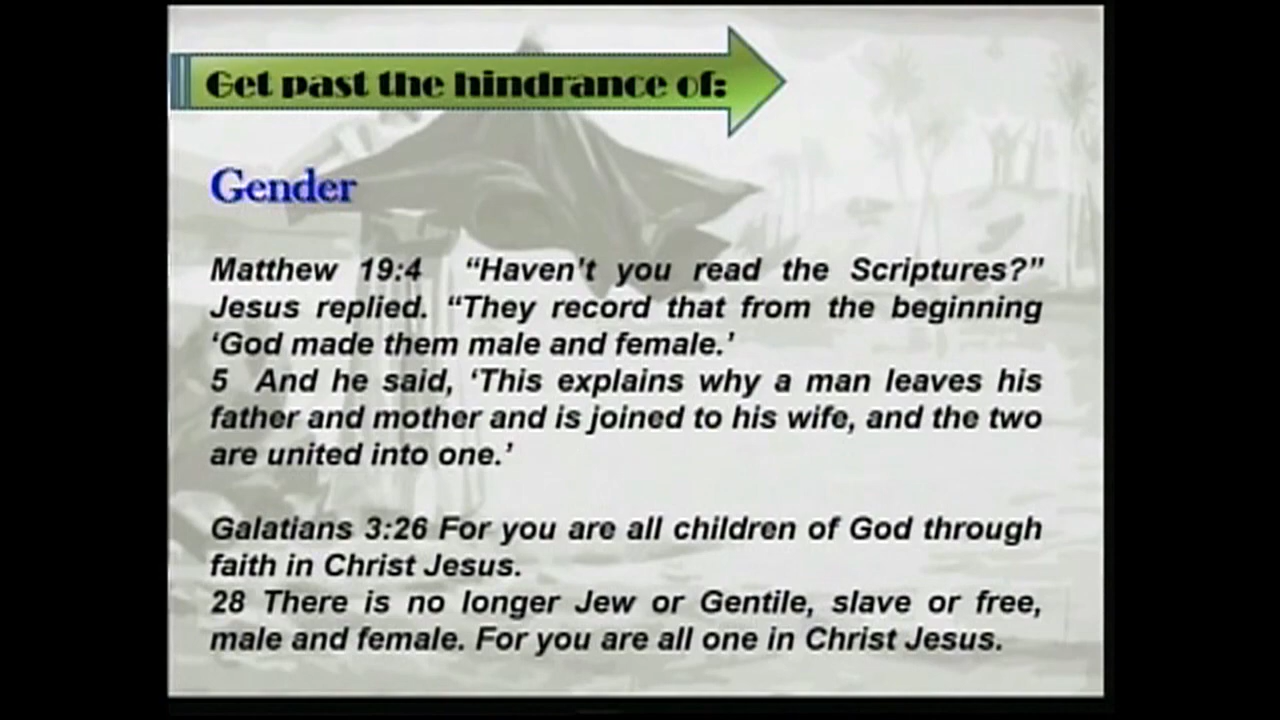 Get past the hindrance of:
Gender
Matthew 19:4 “Haven't you read the Scriptures?”
Jesus replied. “They record that from the beginning
‘God made them male and female.’
5 And he said, ‘This explains why a man leaves his
father and mother and is joined to his wife, and the two
are united into one.’
Galatians 3:26 For you are all children of God through
faith in Christ Jesus.
28 There is no longer Jew or Gentile, slave or free,
male and female. For you are all one in Christ Jesus.